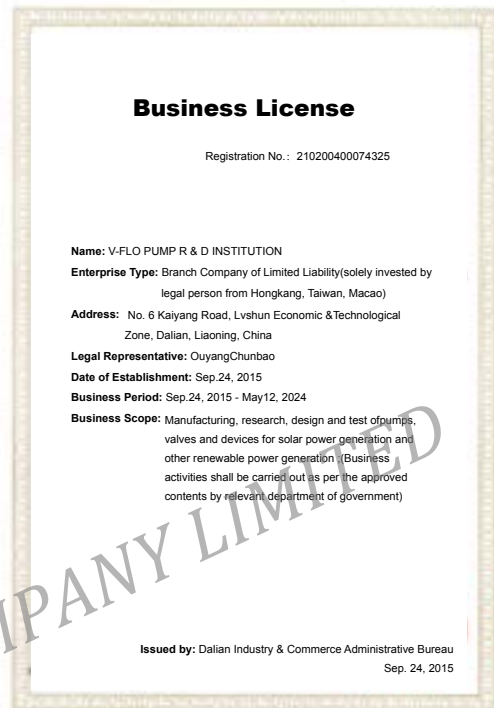 Business License
Registration No.: 210200400074325
Name: V-FLO PUMP R & D INSTITUTION
Enterprise Type: Branch Company of Limited Liability(solely invested by
legal person from Hongkang, Taiwan, Macao)
Address: No. 6 Kaiyang Road, Lvshun Economic &Technological
Zone, Dalian, Liaoning, China
Legal Representative: OuyangChunbao
Date of Establishment: Sep.24, 2015
Business Period: Sep.24, 2015 - May12, 2024
Business Scope: Manufacturing, research, design and test ofpumps,
valves and devices for solar power generation and
other renewable power generation ;(Business
activities shall be carried out as per the approved
contents by relevant department of government)
MPANY LIMITED
Issued by: Dalian Industry & Commerce Administrative Bureau
Sep. 24, 2015